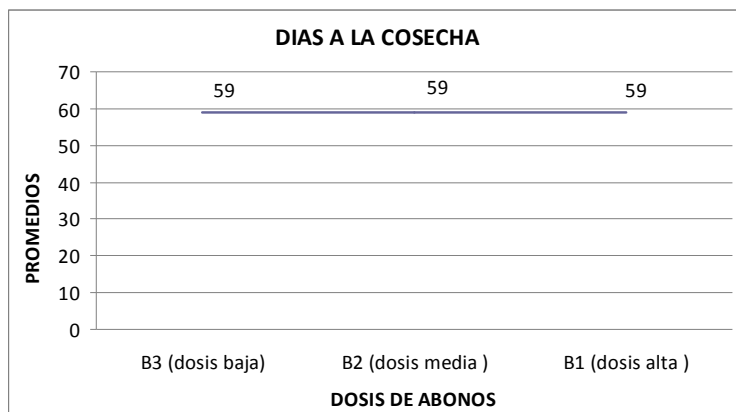 DIAS A LA COSECHA
70
60
50
40
30
20
10
0
59 59 59
PROMEDIOS
B3 (dosis baja) B2 (dosis media ) B1 (dosis alta )
DOSIS DE ABONOS